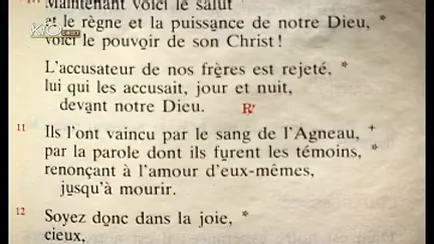 Maintenant voici le salut
et le règne et la puissance de notre Dieu, *
voici le pouvoir de son Christ !
L'accusateur de nos frères est rejeté, *
lui qui les accusait, jour et nuit,
devant notre Dieu. R
11 Ils l'ont vaincu par le sang de l'Agneau, +
par la parole dont ils furent les témoins, *
renonçant à l'amour d'eux-mêmes,
jusqu'à mourir.
12 Soyez donc dans la joie, *
cieux,